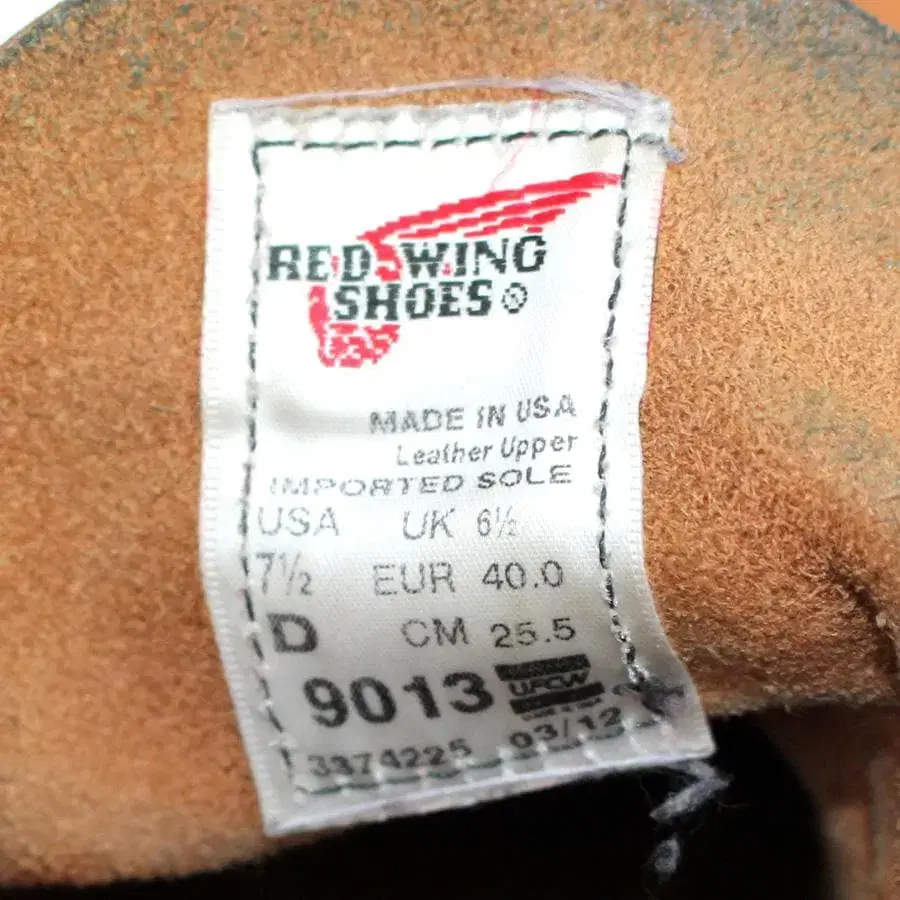 RED WING
SHOES ®
MADE IN USA
Leather Upper
IMPORTED SOLE
USA UK 6½
7½ EUR 40.0
D CM 25.5
9013 UFCW
3374225 03/12